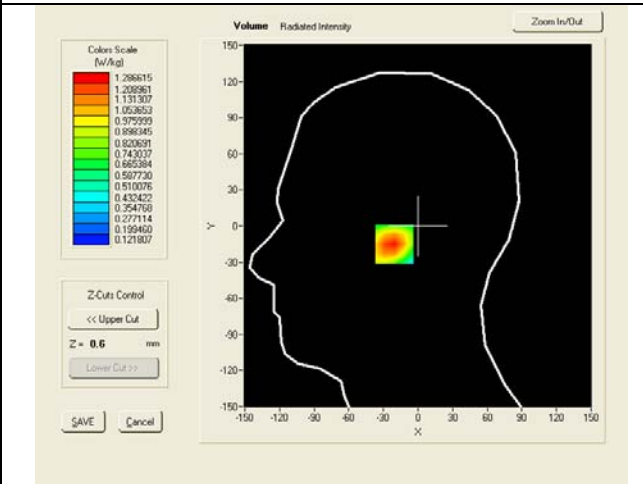 Volume Radiated Intensity
Zoom In/Out
Colors Scale
(W/kg)
1.286615
1.208961
1.131307
1.053653
0.975999
0.898345
0.820691
0.743037
0.665384
0.587730
0.510076
0.432422
0.354768
0.277114
0.199460
0.121807
Z-Cuts Control
<< Upper Cut
Z = 0.6 mm
Lower Cut >>
SAVE Cancel
150
120
90
60
30
0
-30
-60
-90
-120
-150
Y
-150 -120 -90 -60 -30 0 30 60 90 120 150
X